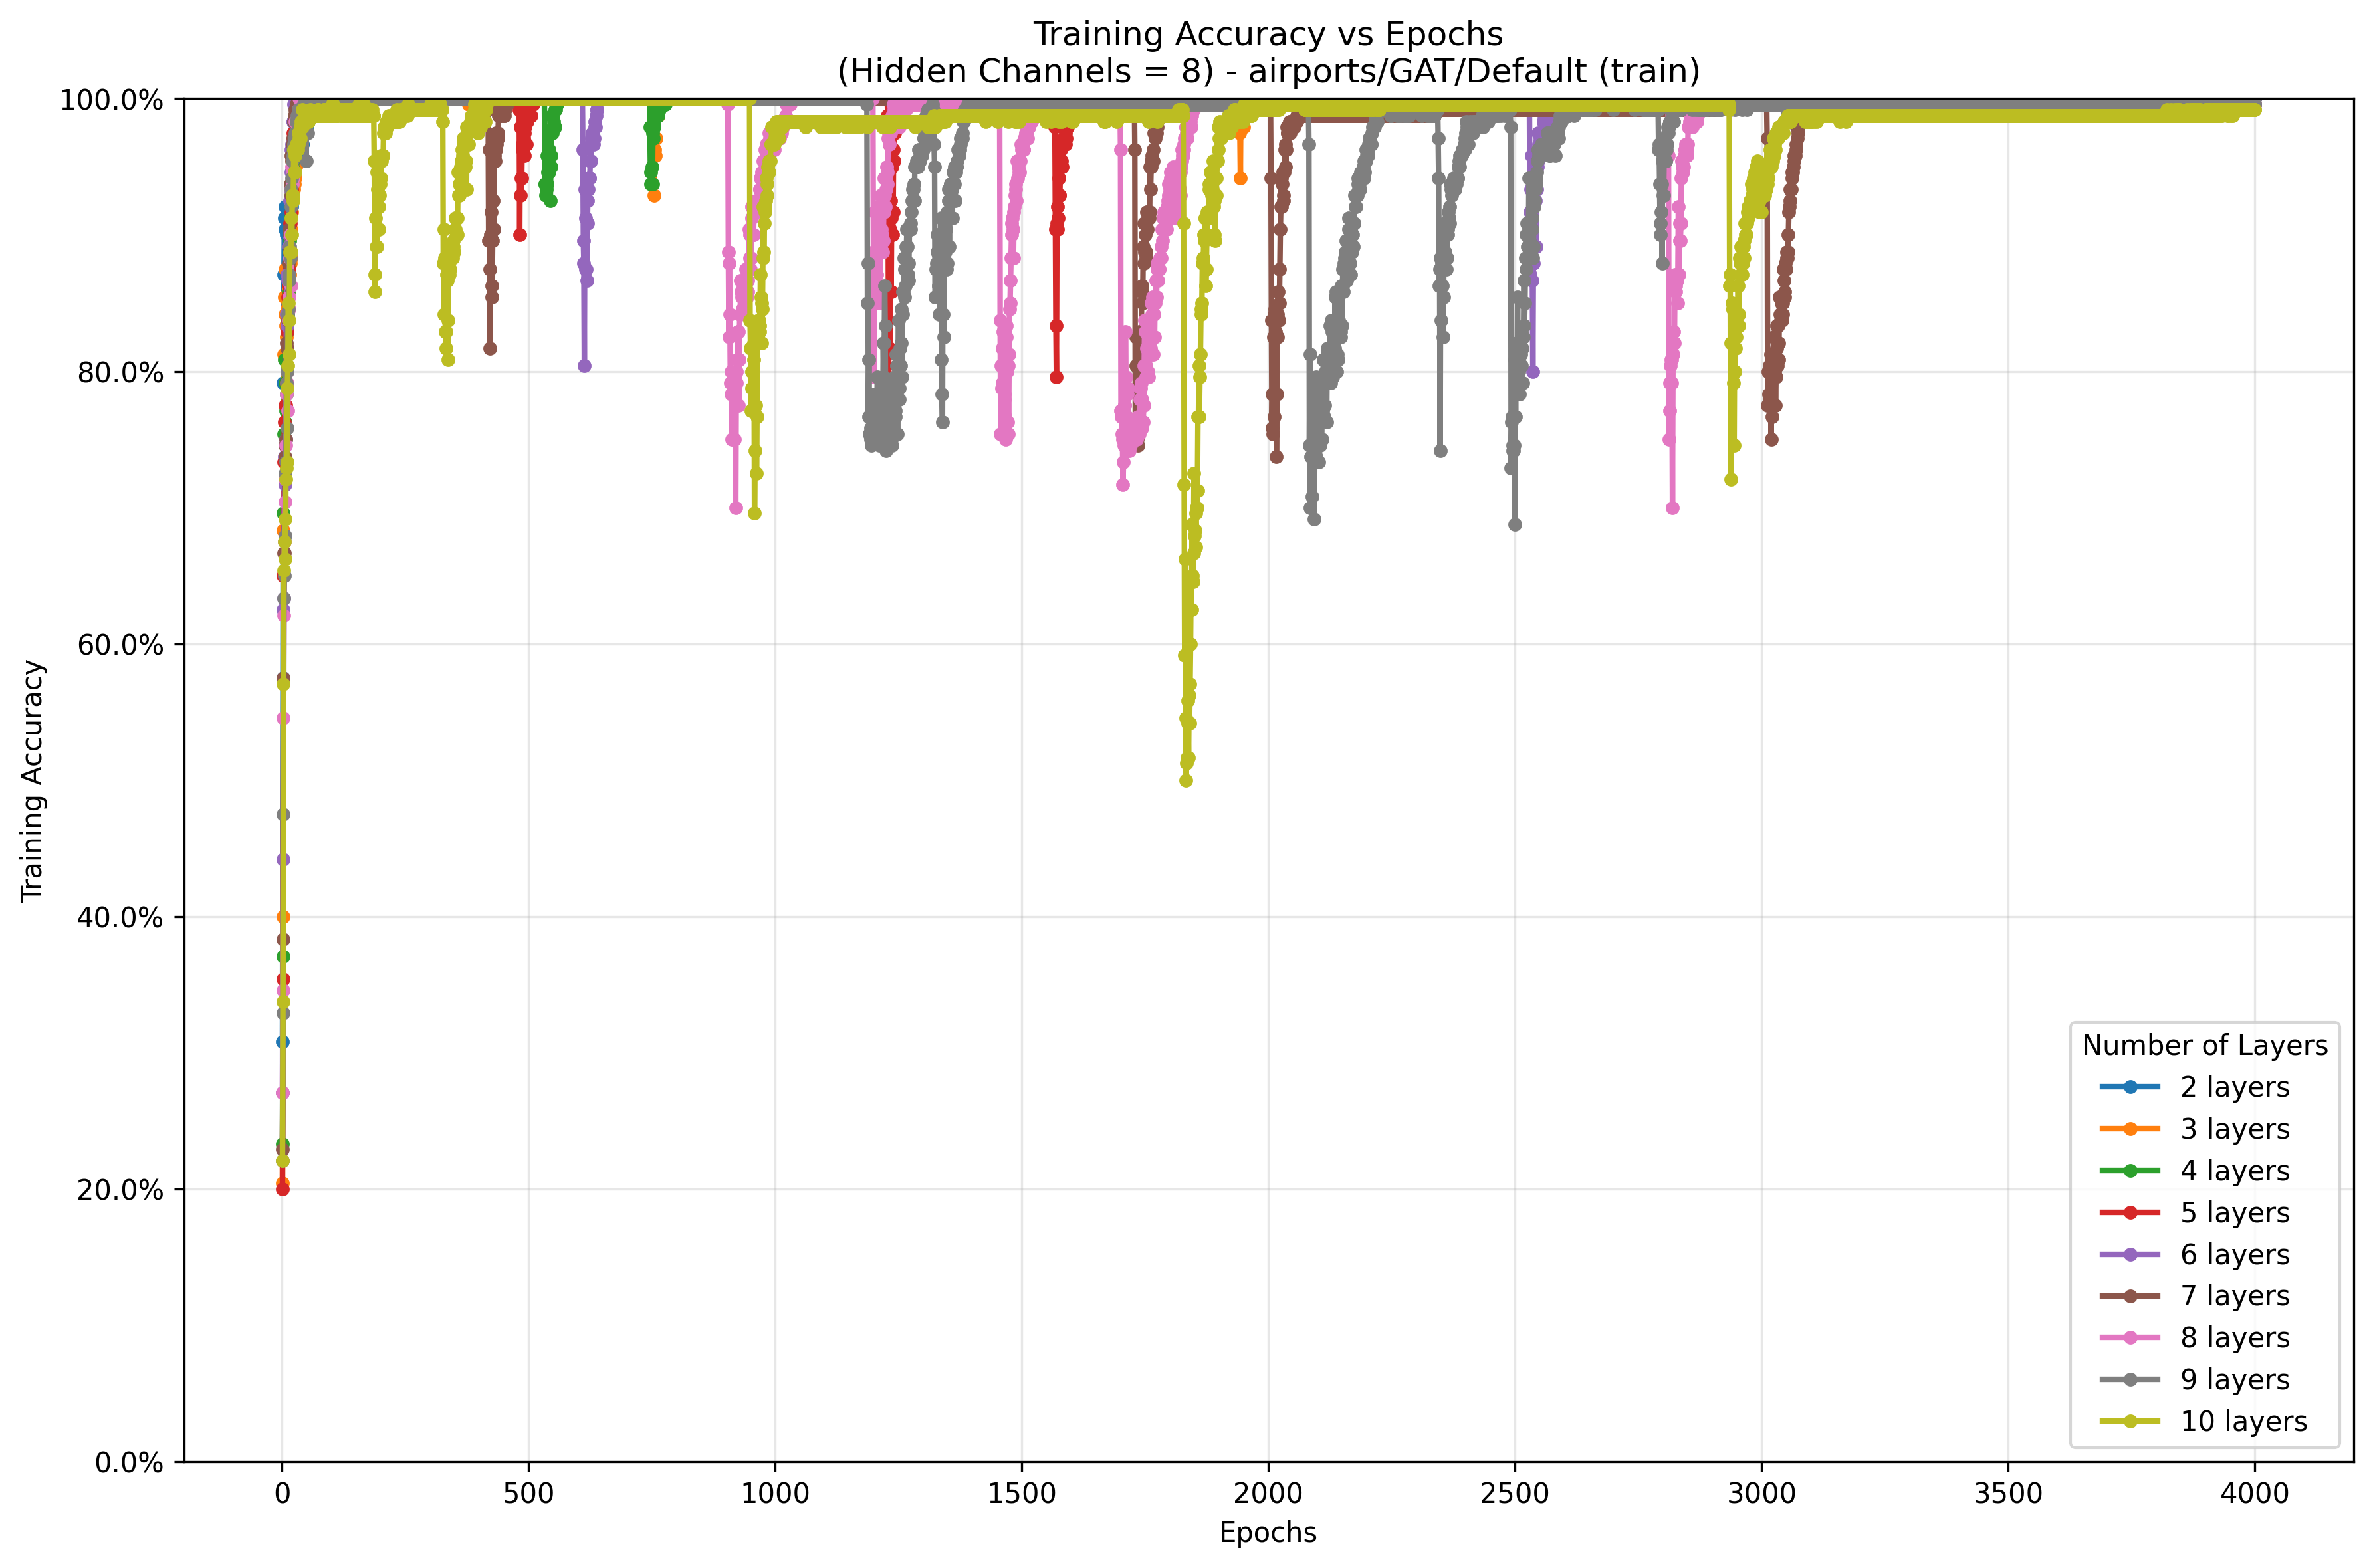 Training Accuracy vs Epochs
(Hidden Channels = 8) - airports/GAT/Default (train)
100.0%
80.0%
60.0%
40.0%
20.0%
0.0%
Training Accuracy
0 500 1000 1500 2000 2500 3000 3500 4000
Epochs
Number of Layers
2 layers
3 layers
4 layers
5 layers
6 layers
7 layers
8 layers
9 layers
10 layers